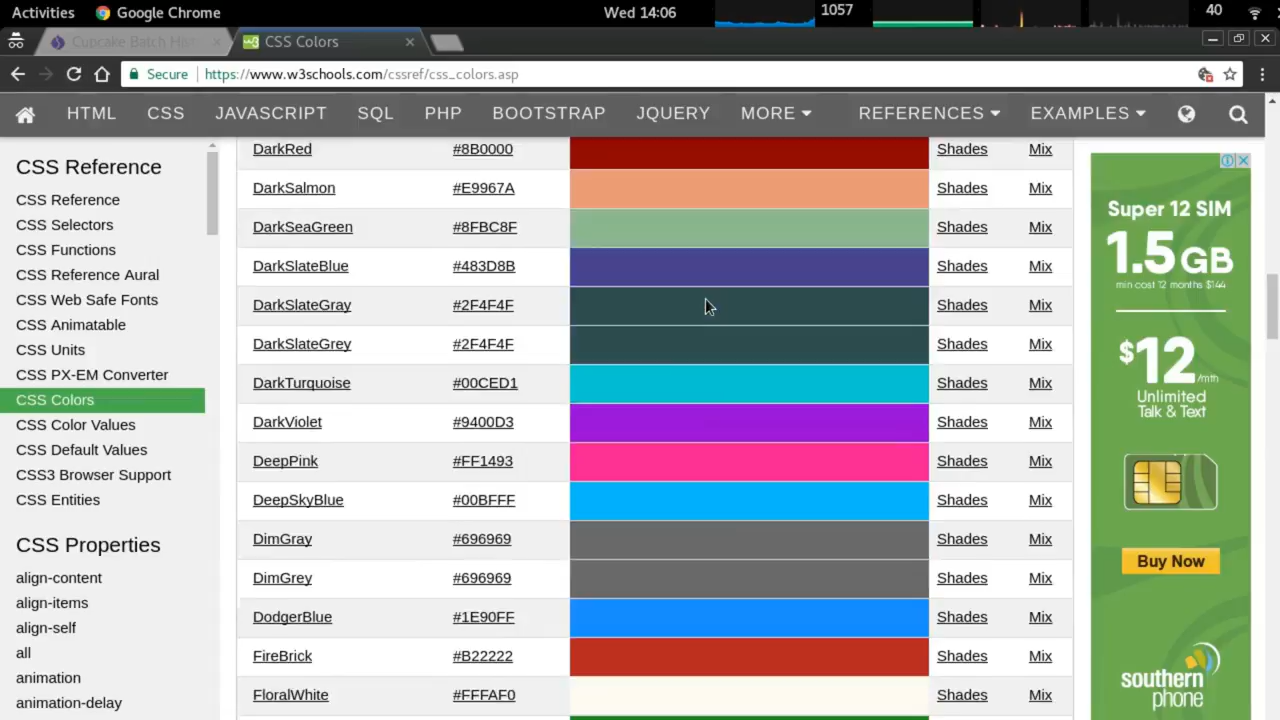 Activities Google Chrome Wed 14:06 1057 40
Cupcake Batch His CSS Colors
Secure https://www.w3schools.com/cssref/css_colors.asp
HTML CSS JAVASCRIPT SQL PHP BOOTSTRAP JQUERY MORE REFERENCES EXAMPLES
CSS Reference
CSS Reference
CSS Selectors
CSS Functions
CSS Reference Aural
CSS Web Safe Fonts
CSS Animatable
CSS Units
CSS PX-EM Converter
CSS Colors
CSS Color Values
CSS Default Values
CSS3 Browser Support
CSS Entities
CSS Properties
align-content
align-items
align-self
all
animation
animation-delay
DarkRed #8B0000 Shades Mix
DarkSalmon #E9967A Shades Mix
DarkSeaGreen #8FBC8F Shades Mix
DarkSlateBlue #483D8B Shades Mix
DarkSlateGray #2F4F4F Shades Mix
DarkSlateGrey #2F4F4F Shades Mix
DarkTurquoise #00CED1 Shades Mix
DarkViolet #9400D3 Shades Mix
DeepPink #FF1493 Shades Mix
DeepSkyBlue #00BFFF Shades Mix
DimGray #696969 Shades Mix
DimGrey #696969 Shades Mix
DodgerBlue #1E90FF Shades Mix
FireBrick #B22222 Shades Mix
FloralWhite #FFFAF0 Shades Mix
Super 12 SIM
1.5GB
min cost 12 months $144
$12/mth
Unlimited
Talk & Text
Buy Now
southern
phone